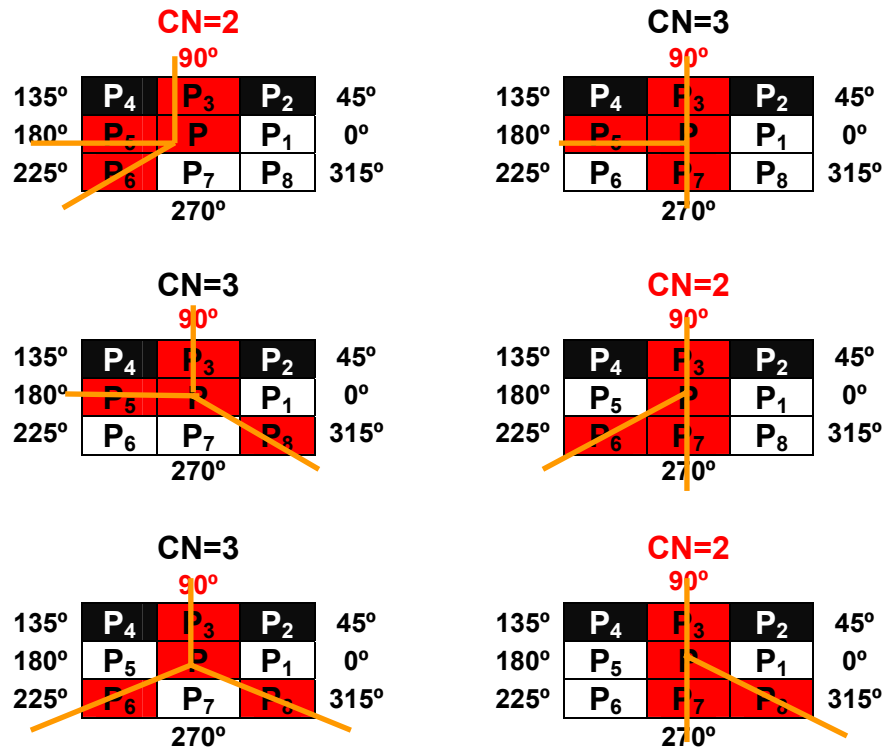 CN=2
90º
135º P4 P3 P2 45º
180º P5 P P1 0º
225º P6 P7 P8 315º
270º
CN=3
90º
135º P4 P3 P2 45º
180º P5 P P1 0º
225º P6 P7 P8 315º
270º
CN=3
90º
135º P4 P3 P2 45º
180º P5 P P1 0º
225º P6 P7 P8 315º
270º
CN=2
90º
135º P4 P3 P2 45º
180º P5 P P1 0º
225º P6 P7 P8 315º
270º
CN=3
90º
135º P4 P3 P2 45º
180º P5 P P1 0º
225º P6 P7 P8 315º
270º
CN=2
90º
135º P4 P3 P2 45º
180º P5 P P1 0º
225º P6 P7 P8 315º
270º